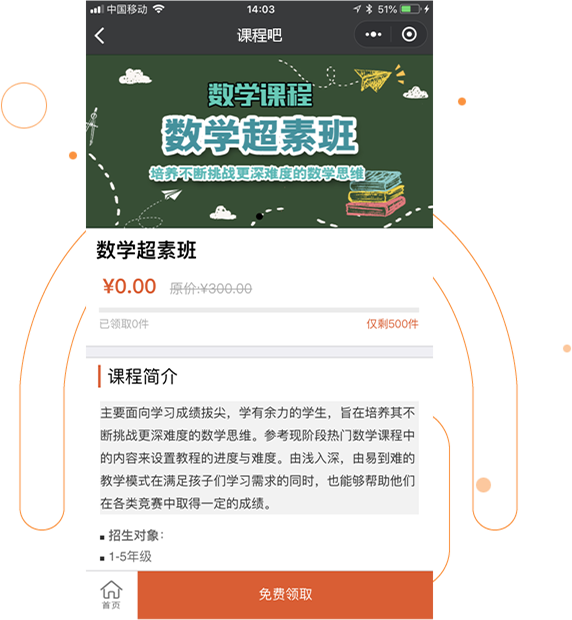 中国移动
14:03
51%
课程吧
数学课程
数学超素班
培养不断挑战更深难度的数学思维
数学超素班
¥0.00 原价:¥300.00
已领取0件
仅剩500件
课程简介
主要面向学习成绩拔尖，学有余力的学生，旨在培养其不
断挑战更深难度的数学思维。参考现阶段热门数学课程中
的内容来设置教程的进度与难度。由浅入深，由易到难的
教学模式在满足孩子们学习需求的同时，也能够帮助他们
在各类竞赛中取得一定的成绩。
招生对象：
1-5年级
首页
免费领取